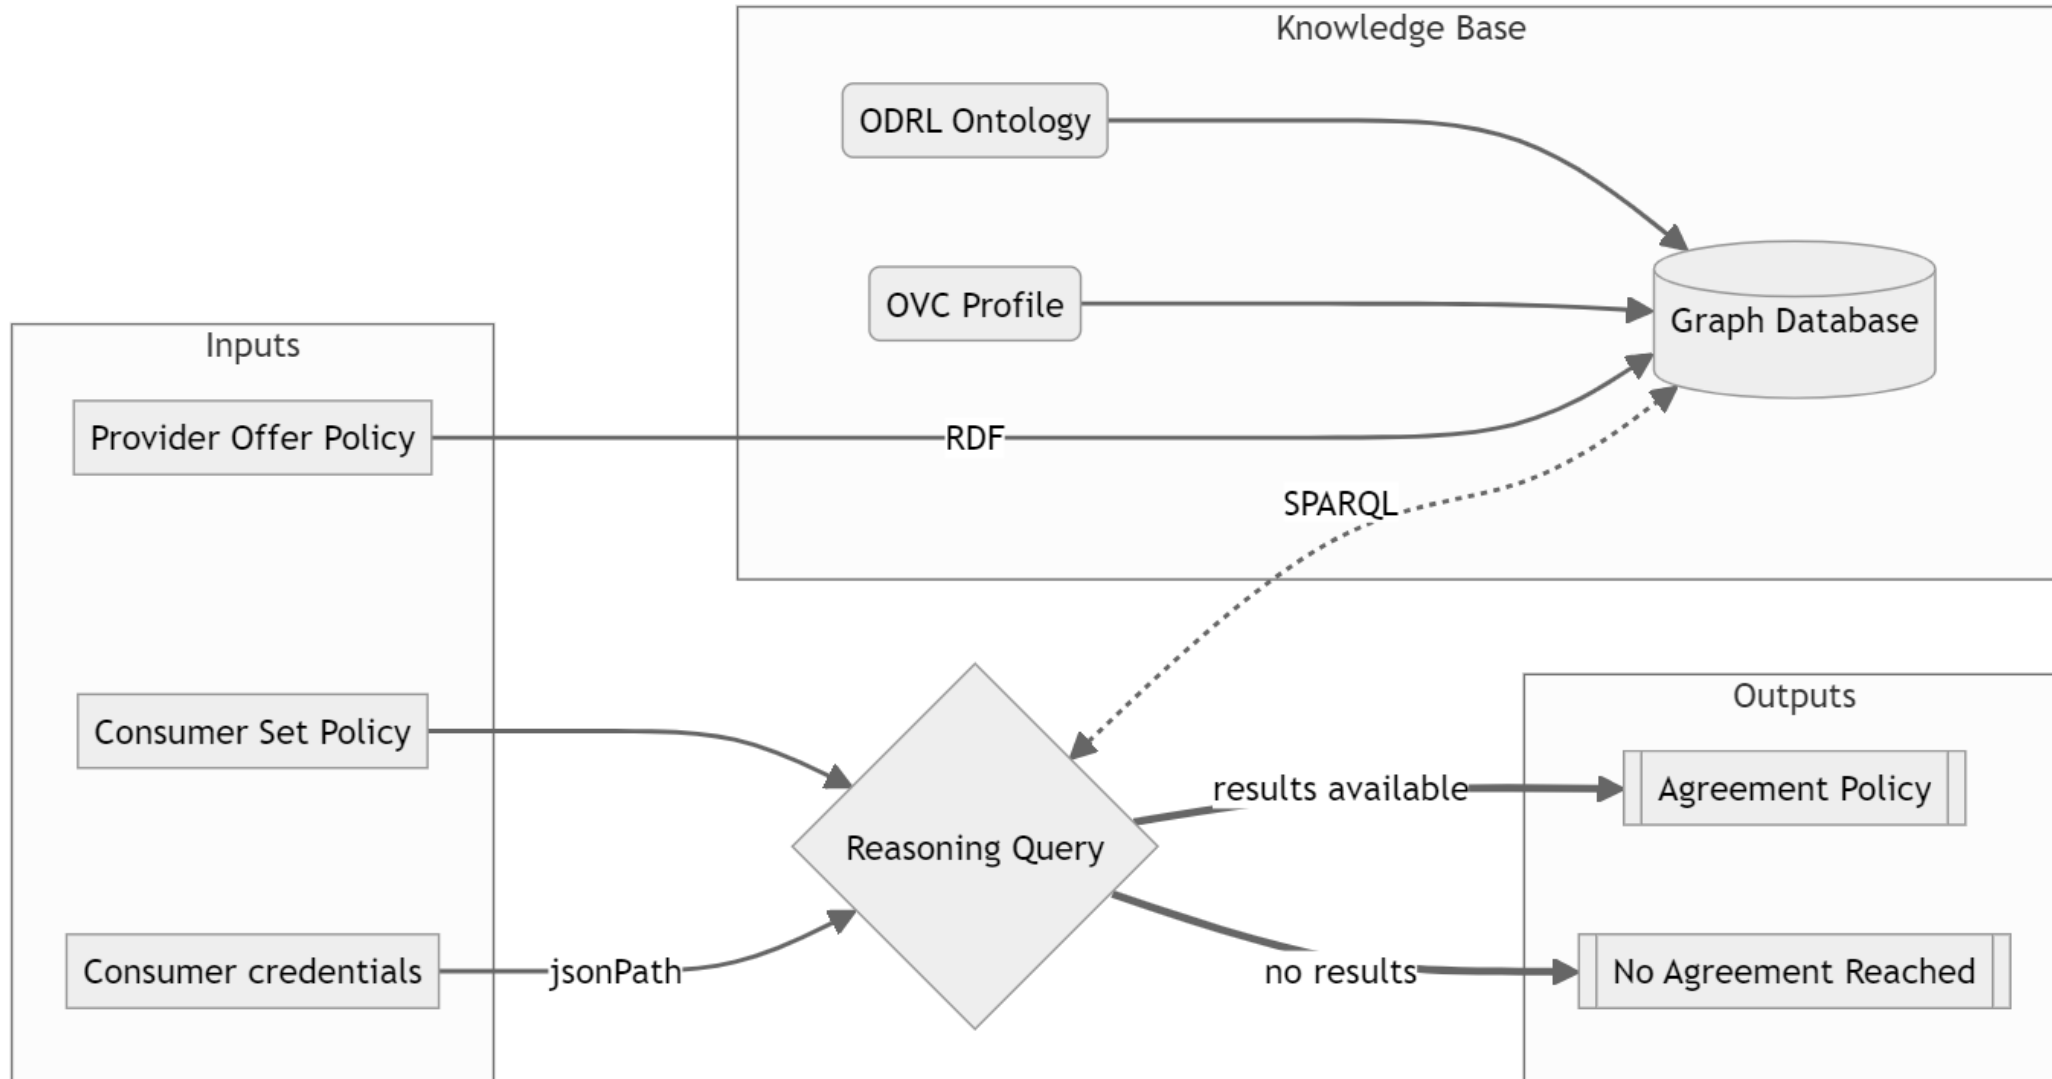 Knowledge Base
ODRL Ontology
OVC Profile
Graph Database
Inputs
Provider Offer Policy
RDF
SPARQL
Consumer Set Policy
Outputs
results available
Agreement Policy
Reasoning Query
Consumer credentials
jsonPath
no results
No Agreement Reached